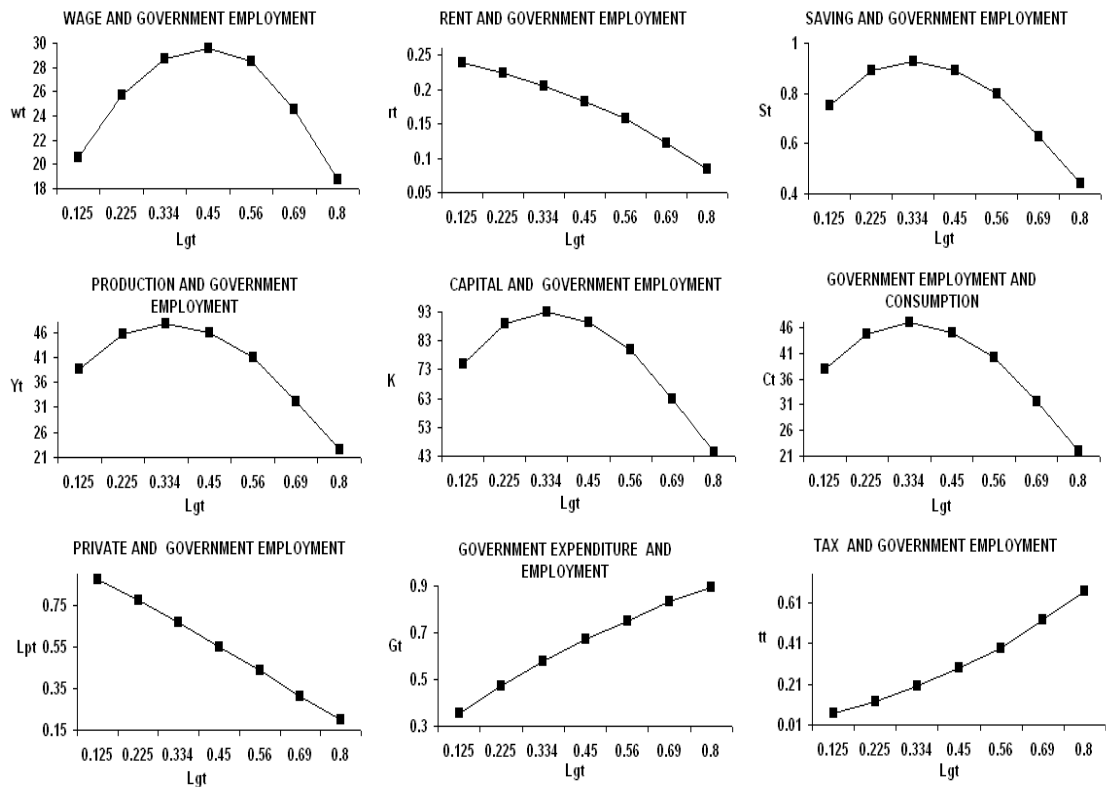 WAGE AND GOVERNMENT EMPLOYMENT
30
28
26
24
22
20
18
wt
0.125 0.225 0.334 0.45 0.56 0.69 0.8
Lgt
RENT AND GOVERNMENT EMPLOYMENT
0.25
0.2
0.15
0.1
0.05
rt
0.125 0.225 0.334 0.45 0.56 0.69 0.8
Lgt
SAVING AND GOVERNMENT EMPLOYMENT
1
0.8
0.6
0.4
St
0.125 0.225 0.334 0.45 0.56 0.69 0.8
Lgt
PRODUCTION AND GOVERNMENT
EMPLOYMENT
46
41
36
31
26
21
Yt
0.125 0.225 0.334 0.45 0.56 0.69 0.8
Lgt
CAPITAL AND GOVERNMENT EMPLOYMENT
93
83
73
63
53
43
K
0.125 0.225 0.334 0.45 0.56 0.69 0.8
Lgt
GOVERNMENT EMPLOYMENT AND
CONSUMPTION
46
41
36
31
26
21
Ct
0.125 0.225 0.334 0.45 0.56 0.69 0.8
Lgt
PRIVATE AND GOVERNMENT EMPLOYMENT
0.75
0.55
0.35
0.15
Lpt
0.125 0.225 0.334 0.45 0.56 0.69 0.8
Lgt
GOVERNMENT EXPENDITURE AND
EMPLOYMENT
0.9
0.7
0.5
0.3
Gt
0.125 0.225 0.334 0.45 0.56 0.69 0.8
Lgt
TAX AND GOVERNMENT EMPLOYMENT
0.61
0.41
0.21
0.01
tt
0.125 0.225 0.334 0.45 0.56 0.69 0.8
Lgt